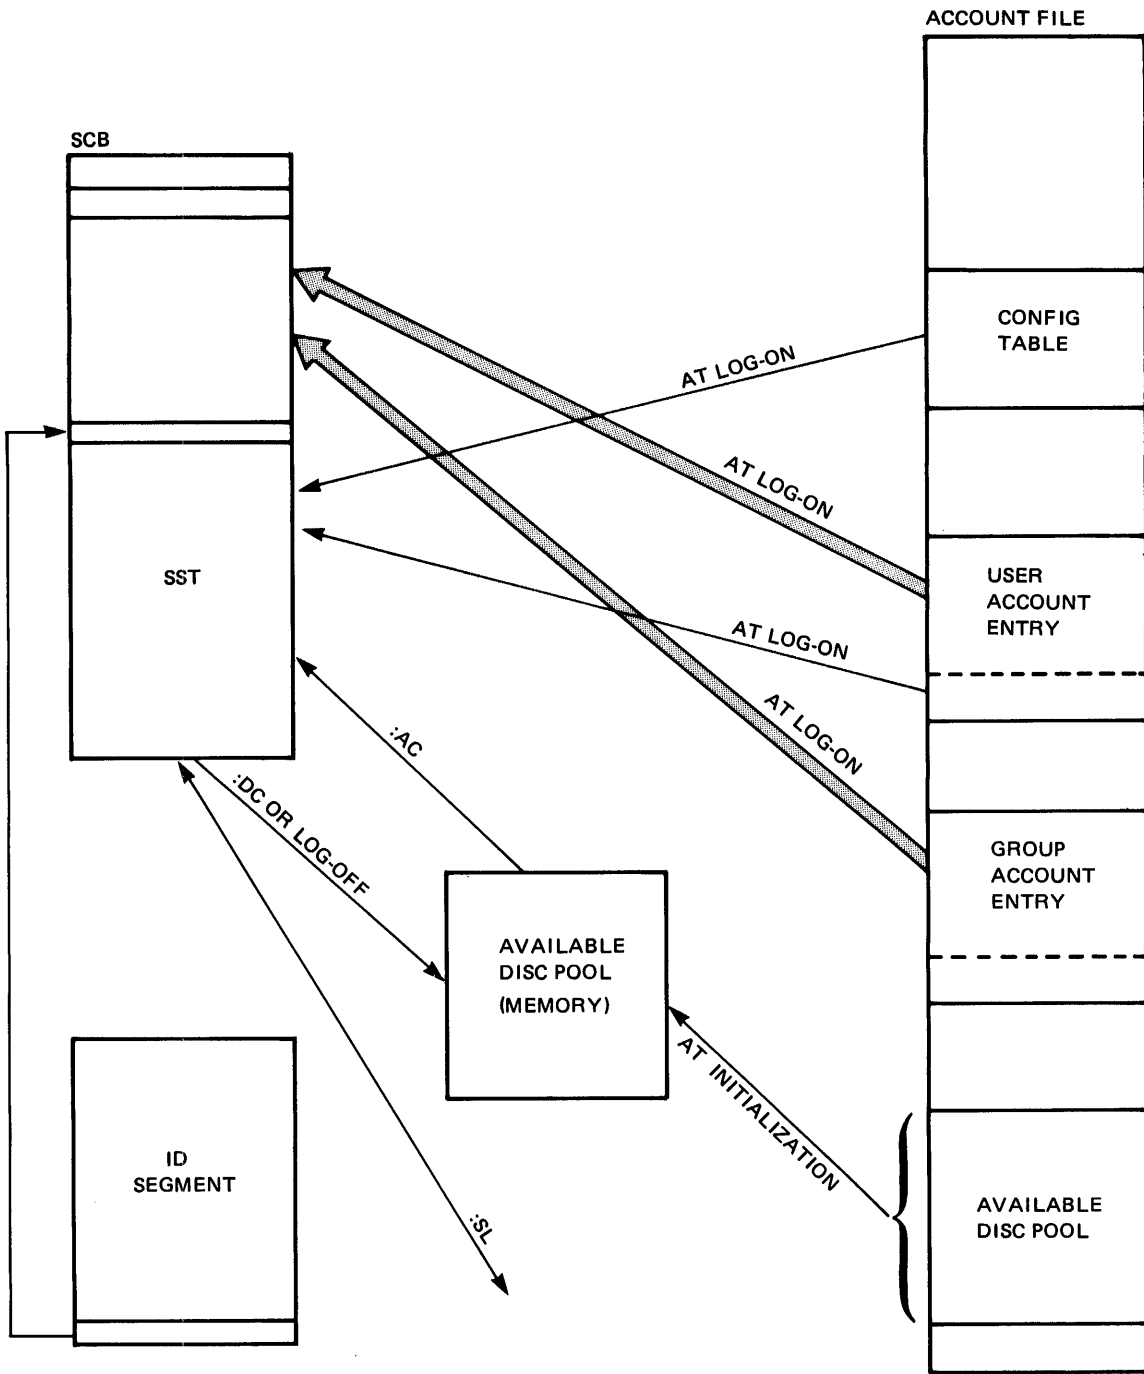 ACCOUNT FILE
SCB
CONFIG
TABLE
AT LOG-ON
AT LOG-ON
SST
USER
ACCOUNT
ENTRY
AT LOG-ON
AT LOG-ON
:AC
:DC OR LOG-OFF
GROUP
ACCOUNT
ENTRY
AVAILABLE
DISC POOL
(MEMORY)
AT INITIALIZATION
ID
SEGMENT
:SL
AVAILABLE
DISC POOL